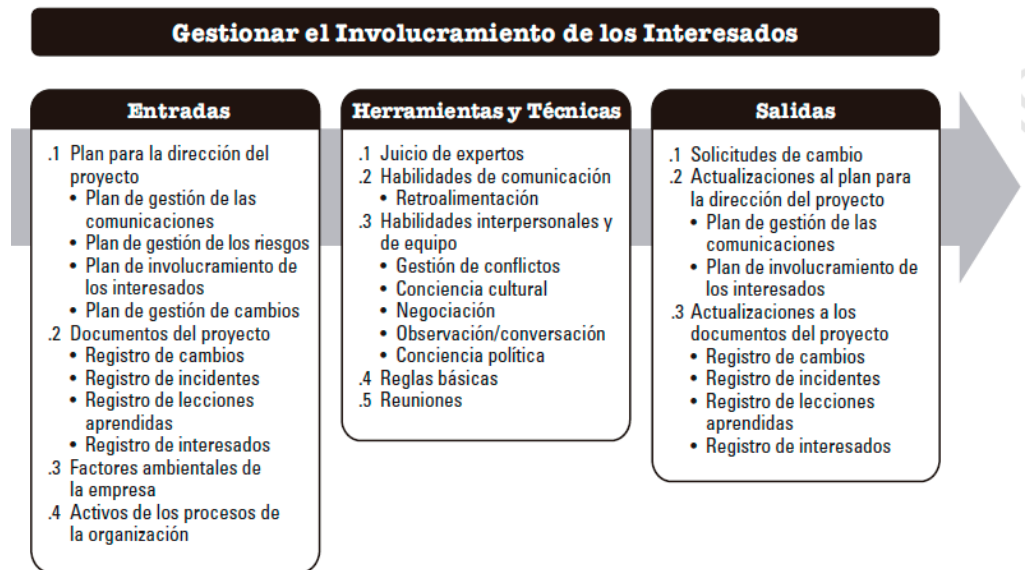 Gestionar el Involucramiento de los Interesados
Entradas
.1 Plan para la dirección del
proyecto
• Plan de gestión de las
comunicaciones
• Plan de gestión de los riesgos
• Plan de involucramiento de
los interesados
• Plan de gestión de cambios
.2 Documentos del proyecto
• Registro de cambios
• Registro de incidentes
• Registro de lecciones
aprendidas
• Registro de interesados
.3 Factores ambientales de
la empresa
.4 Activos de los procesos de
la organización
Herramientas y Técnicas
.1 Juicio de expertos
.2 Habilidades de comunicación
• Retroalimentación
.3 Habilidades interpersonales y
de equipo
• Gestión de conflictos
• Conciencia cultural
• Negociación
• Observación/conversación
• Conciencia política
.4 Reglas básicas
.5 Reuniones
Salidas
.1 Solicitudes de cambio
.2 Actualizaciones al plan para
la dirección del proyecto
• Plan de gestión de las
comunicaciones
• Plan de involucramiento de
los interesados
.3 Actualizaciones a los
documentos del proyecto
• Registro de cambios
• Registro de incidentes
• Registro de lecciones
aprendidas
• Registro de interesados